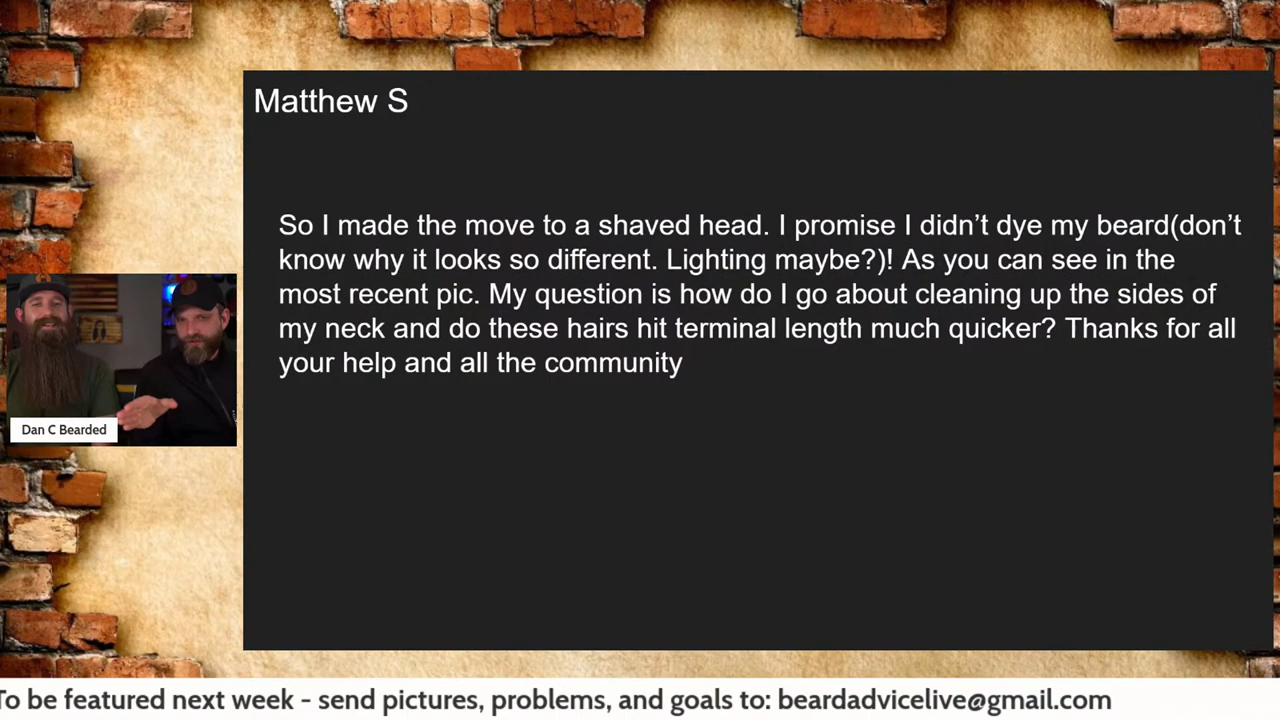 Matthew S
So I made the move to a shaved head. I promise I didn’t dye my beard(don’t
know why it looks so different. Lighting maybe?)! As you can see in the
most recent pic. My question is how do I go about cleaning up the sides of
my neck and do these hairs hit terminal length much quicker? Thanks for all
your help and all the community
Dan C Bearded
To be featured next week - send pictures, problems, and goals to: beardadvicelive@gmail.com